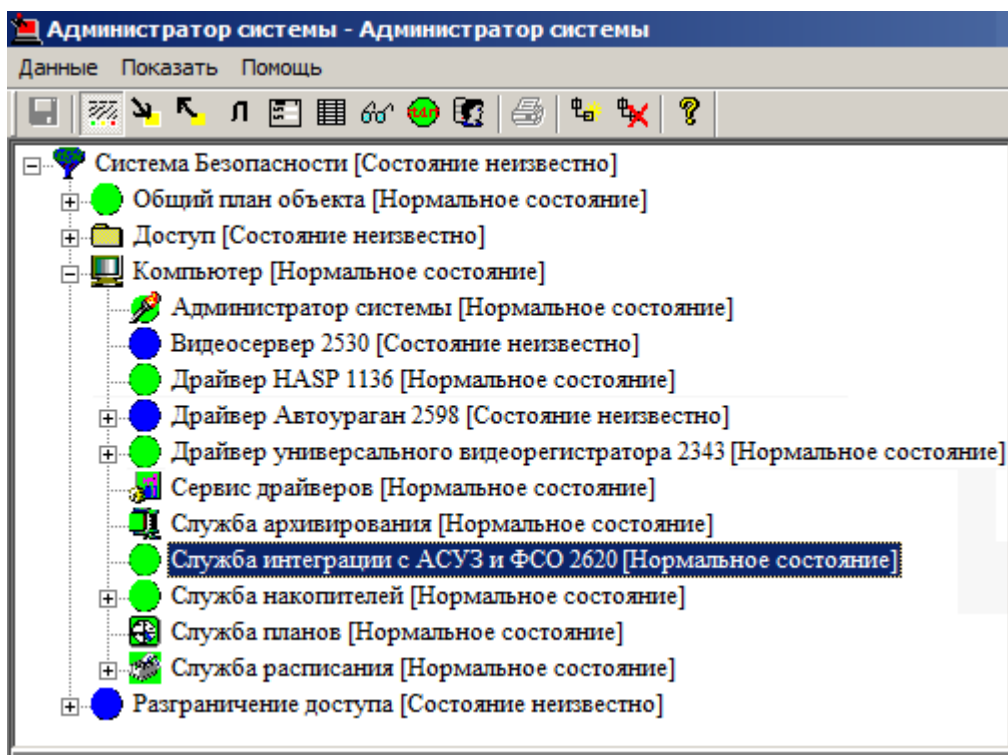 Администратор системы - Администратор системы
Данные Показать Помощь
Л tdr
Система Безопасности [Состояние неизвестно]
Общий план объекта [Нормальное состояние]
Доступ [Состояние неизвестно]
Компьютер [Нормальное состояние]
Администратор системы [Нормальное состояние]
Видеосервер 2530 [Состояние неизвестно]
Драйвер HASP 1136 [Нормальное состояние]
Драйвер Автоураган 2598 [Состояние неизвестно]
Драйвер универсального видеорегистратора 2343 [Нормальное состояние]
Сервис драйверов [Нормальное состояние]
Служба архивирования [Нормальное состояние]
Служба интеграции с АСУЗ и ФСО 2620 [Нормальное состояние]
Служба накопителей [Нормальное состояние]
Служба планов [Нормальное состояние]
Служба расписания [Нормальное состояние]
Разграничение доступа [Состояние неизвестно]